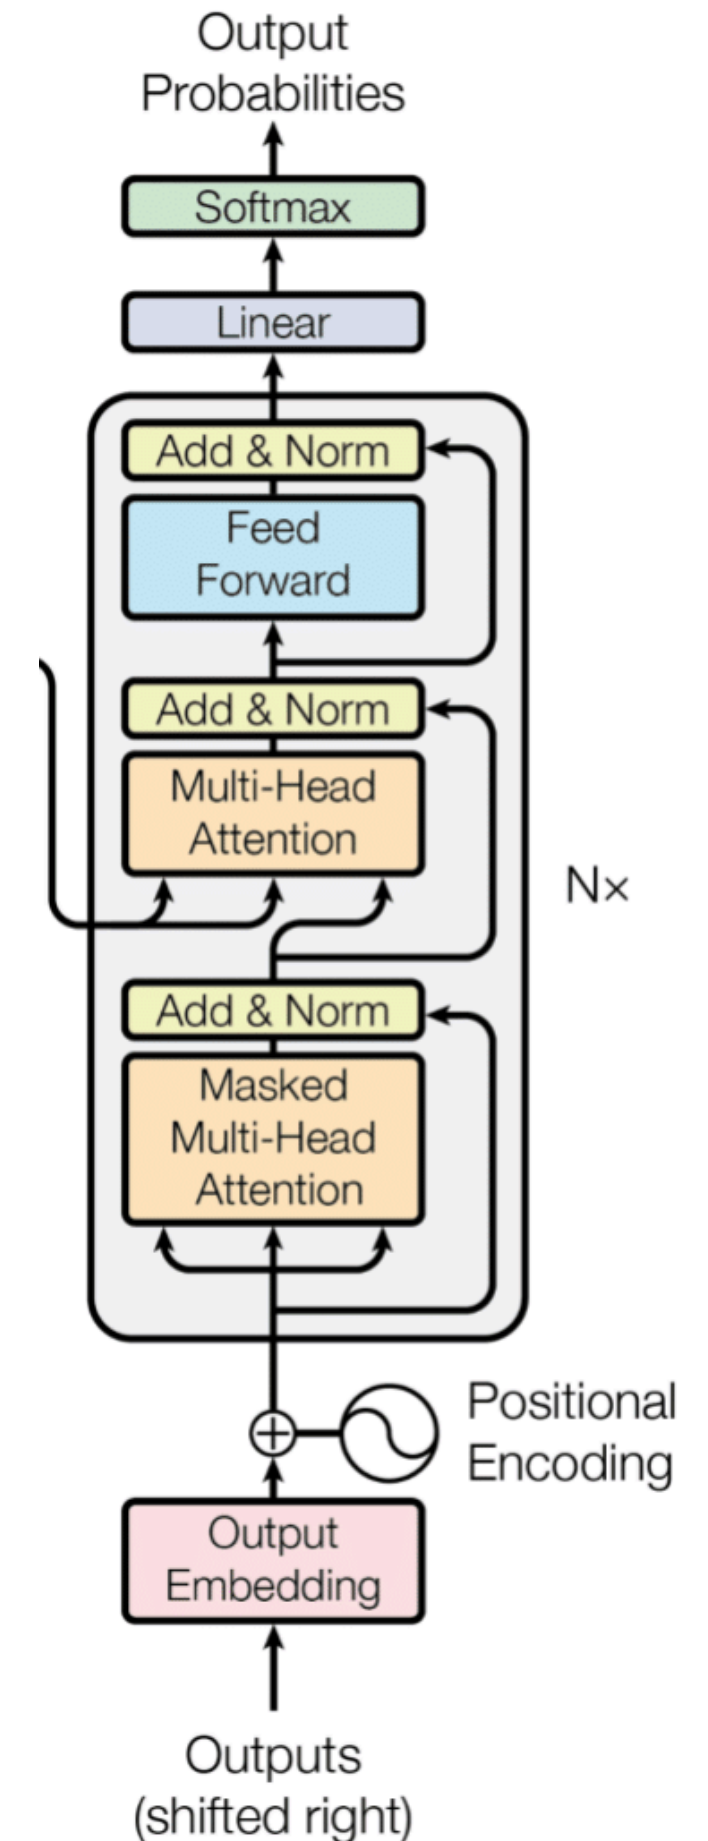 Output
Probabilities
Softmax
Linear
Add & Norm
Feed
Forward
Add & Norm
Multi-Head
Attention
N×
Add & Norm
Masked
Multi-Head
Attention
Positional
Encoding
Output
Embedding
Outputs
(shifted right)